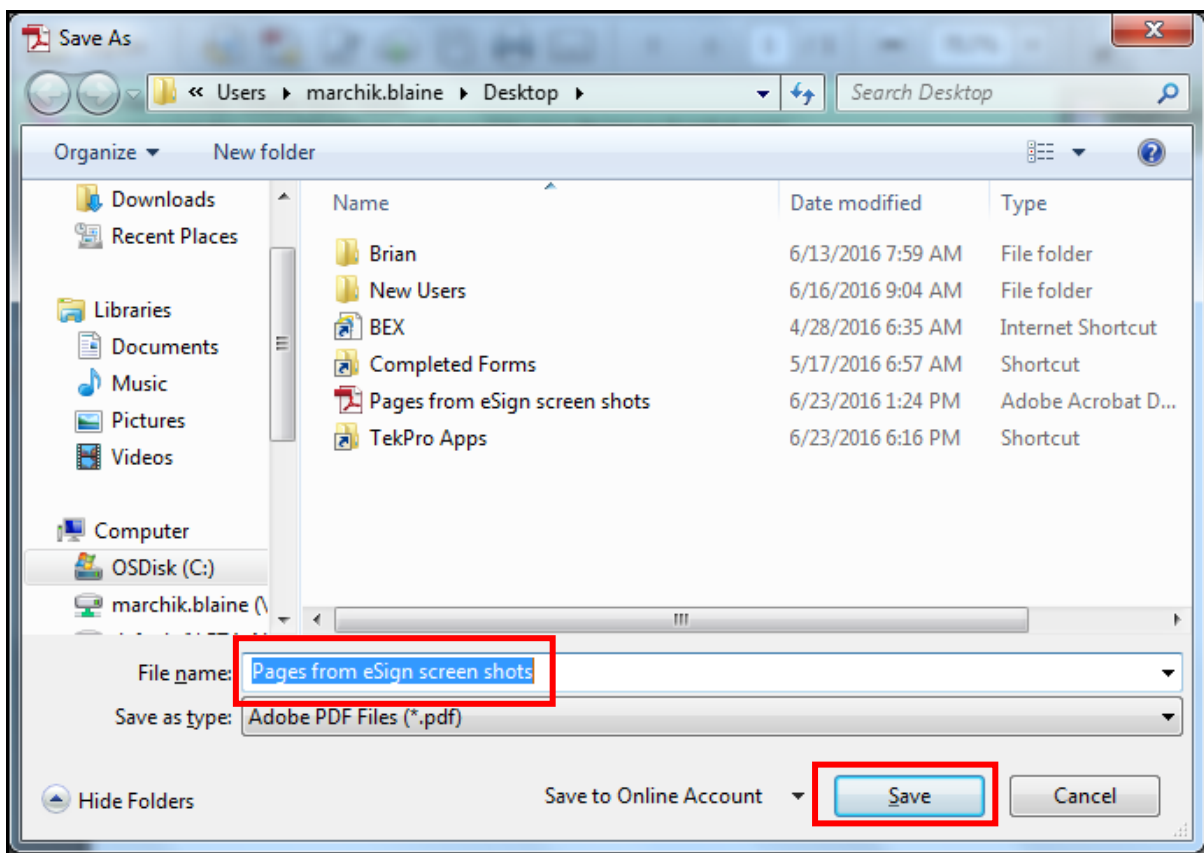 Save As
« Users ▸ marchik.blaine ▸ Desktop ▸
Search Desktop
Organize
New folder
Downloads
Recent Places
Libraries
Documents
Music
Pictures
Videos
Computer
OSDisk (C:)
marchik.blaine (\
Name Date modified Type
Brian 6/13/2016 7:59 AM File folder
New Users 6/16/2016 9:04 AM File folder
BEX 4/28/2016 6:35 AM Internet Shortcut
Completed Forms 5/17/2016 6:57 AM Shortcut
Pages from eSign screen shots 6/23/2016 1:24 PM Adobe Acrobat D...
TekPro Apps 6/23/2016 6:16 PM Shortcut
File name: Pages from eSign screen shots
Save as type: Adobe PDF Files (*.pdf)
Hide Folders
Save to Online Account
Save
Cancel